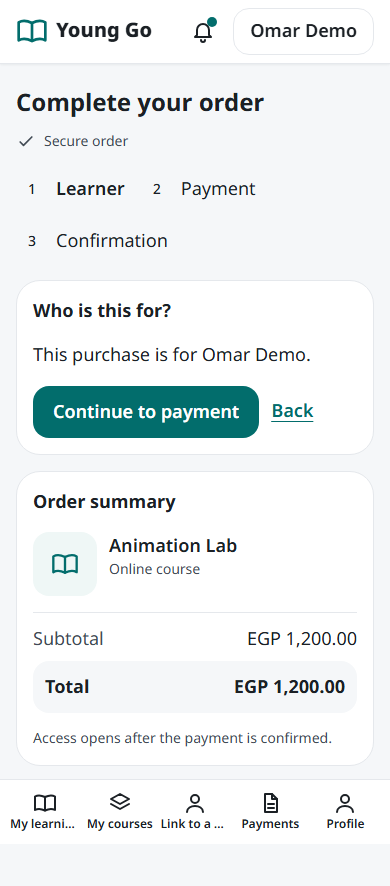 Young Go
Omar Demo
Complete your order
Secure order
1 Learner 2 Payment
3 Confirmation
Who is this for?
This purchase is for Omar Demo.
Continue to payment Back
Order summary
Animation Lab
Online course
Subtotal EGP 1,200.00
Total EGP 1,200.00
Access opens after the payment is confirmed.
My learni... My courses Link to a ... Payments Profile